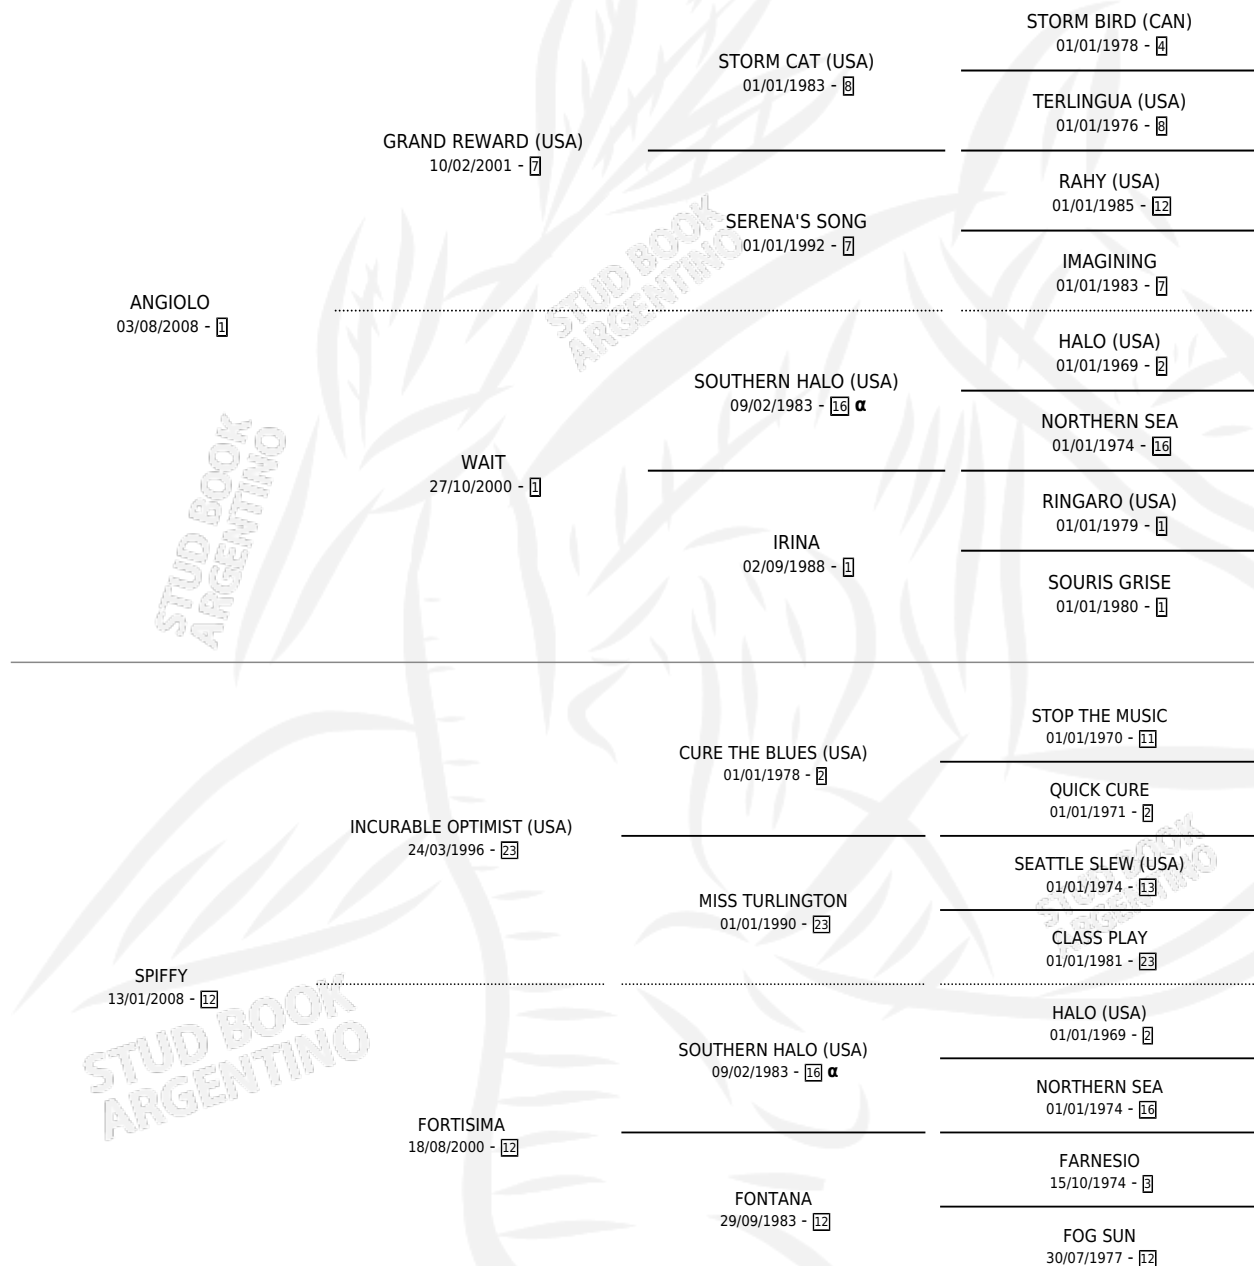 STORM BIRD (CAN)
01/01/1978 - 4
STORM CAT (USA)
01/01/1983 - 8
TERLINGUA (USA)
01/01/1976 - 8
GRAND REWARD (USA)
10/02/2001 - 7
RAHY (USA)
01/01/1985 - 12
SERENA'S SONG
01/01/1992 - 7
IMAGINING
01/01/1983 - 7
ANGIOLO
03/08/2008 - 1
HALO (USA)
01/01/1969 - 2
SOUTHERN HALO (USA)
09/02/1983 - 16 α
NORTHERN SEA
01/01/1974 - 16
WAIT
27/10/2000 - 1
RINGARO (USA)
01/01/1979 - 1
IRINA
02/09/1988 - 1
SOURIS GRISE
01/01/1980 - 1
STUD BOOK
ARGENTINO
STUD BOOK
ARGENTINO
STOP THE MUSIC
01/01/1970 - 11
CURE THE BLUES (USA)
01/01/1978 - 2
QUICK CURE
01/01/1971 - 2
INCURABLE OPTIMIST (USA)
24/03/1996 - 23
SEATTLE SLEW (USA)
01/01/1974 - 13
MISS TURLINGTON
01/01/1990 - 23
CLASS PLAY
01/01/1981 - 23
SPIFFY
13/01/2008 - 12
HALO (USA)
01/01/1969 - 2
SOUTHERN HALO (USA)
09/02/1983 - 16 α
NORTHERN SEA
01/01/1974 - 16
FORTISIMA
18/08/2000 - 12
FARNESIO
15/10/1974 - 3
FONTANA
29/09/1983 - 12
FOG SUN
30/07/1977 - 12
STUD BOOK
ARGENTINO
STUD BOOK
ARGENTINO